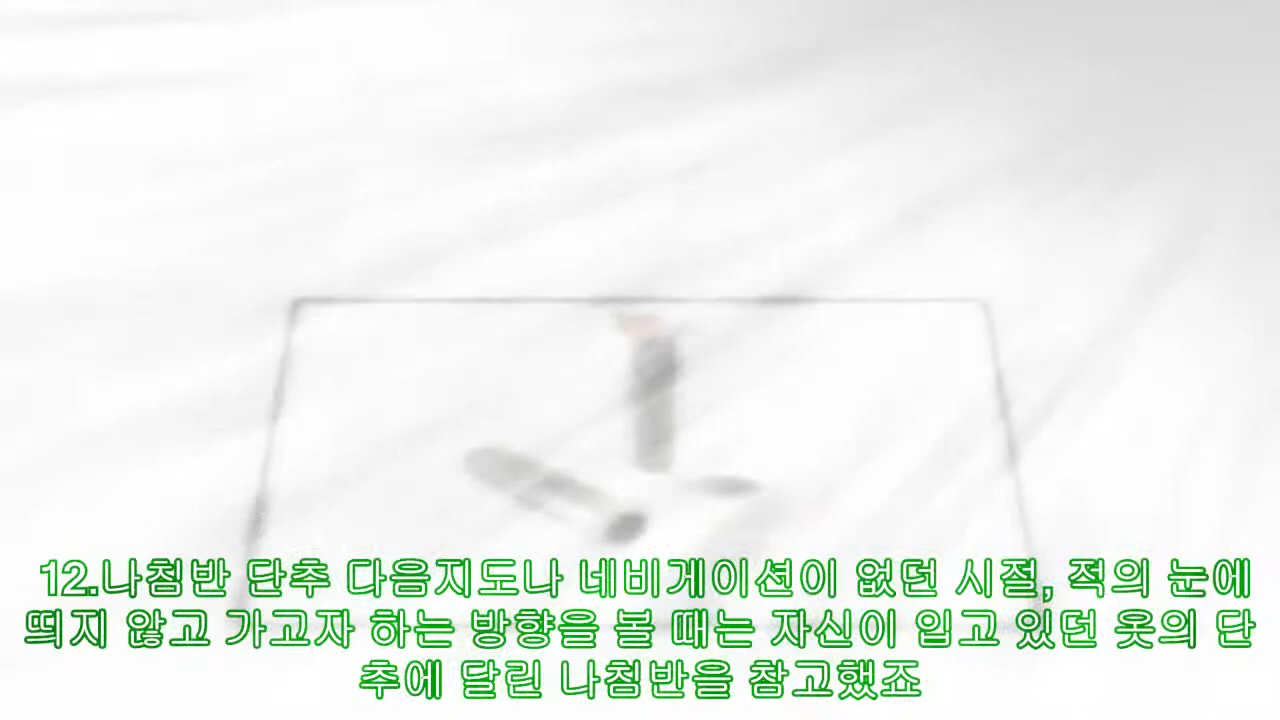 12.나침반 단추 다음지도나 네비게이션이 없던 시절, 적의 눈에
띄지 않고 가고자 하는 방향을 볼 때는 자신이 입고 있던 옷의 단
추에 달린 나침반을 참고했죠